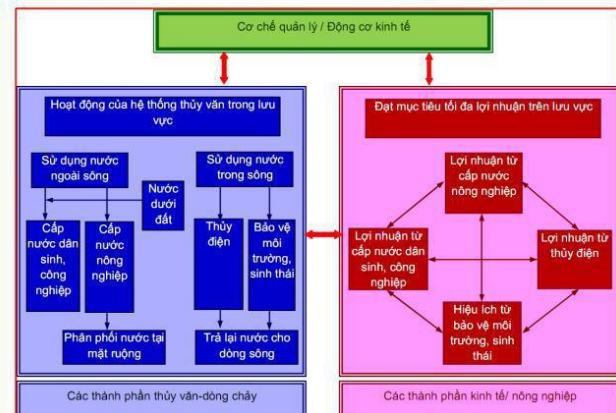 Cơ chế quản lý / Động cơ kinh tế
Hoạt động của hệ thống thủy văn trong lưu
vực
Sử dụng nước
ngoài sông
Sử dụng nước
trong sông
Nước
dưới
đất
Cấp
nước dân
sinh, công
nghiệp
Cấp
nước
nông
nghiệp
Thủy
điện
Bảo vệ
môi
trường,
sinh thái
Phân phối nước tại
mặt ruộng
Trả lại nước cho
dòng sông
Các thành phần thủy văn-dòng chảy
Đạt mục tiêu tối đa lợi nhuận trên lưu vực
Lợi nhuận từ
cấp nước
nông nghiệp
Lợi nhuận từ
cấp nước dân
sinh, công
nghiệp
Lợi nhuận từ
thủy điện
Hiệu ích từ
bảo vệ môi
trường, sinh
thái
Các thành phần kinh tế/ nông nghiệp